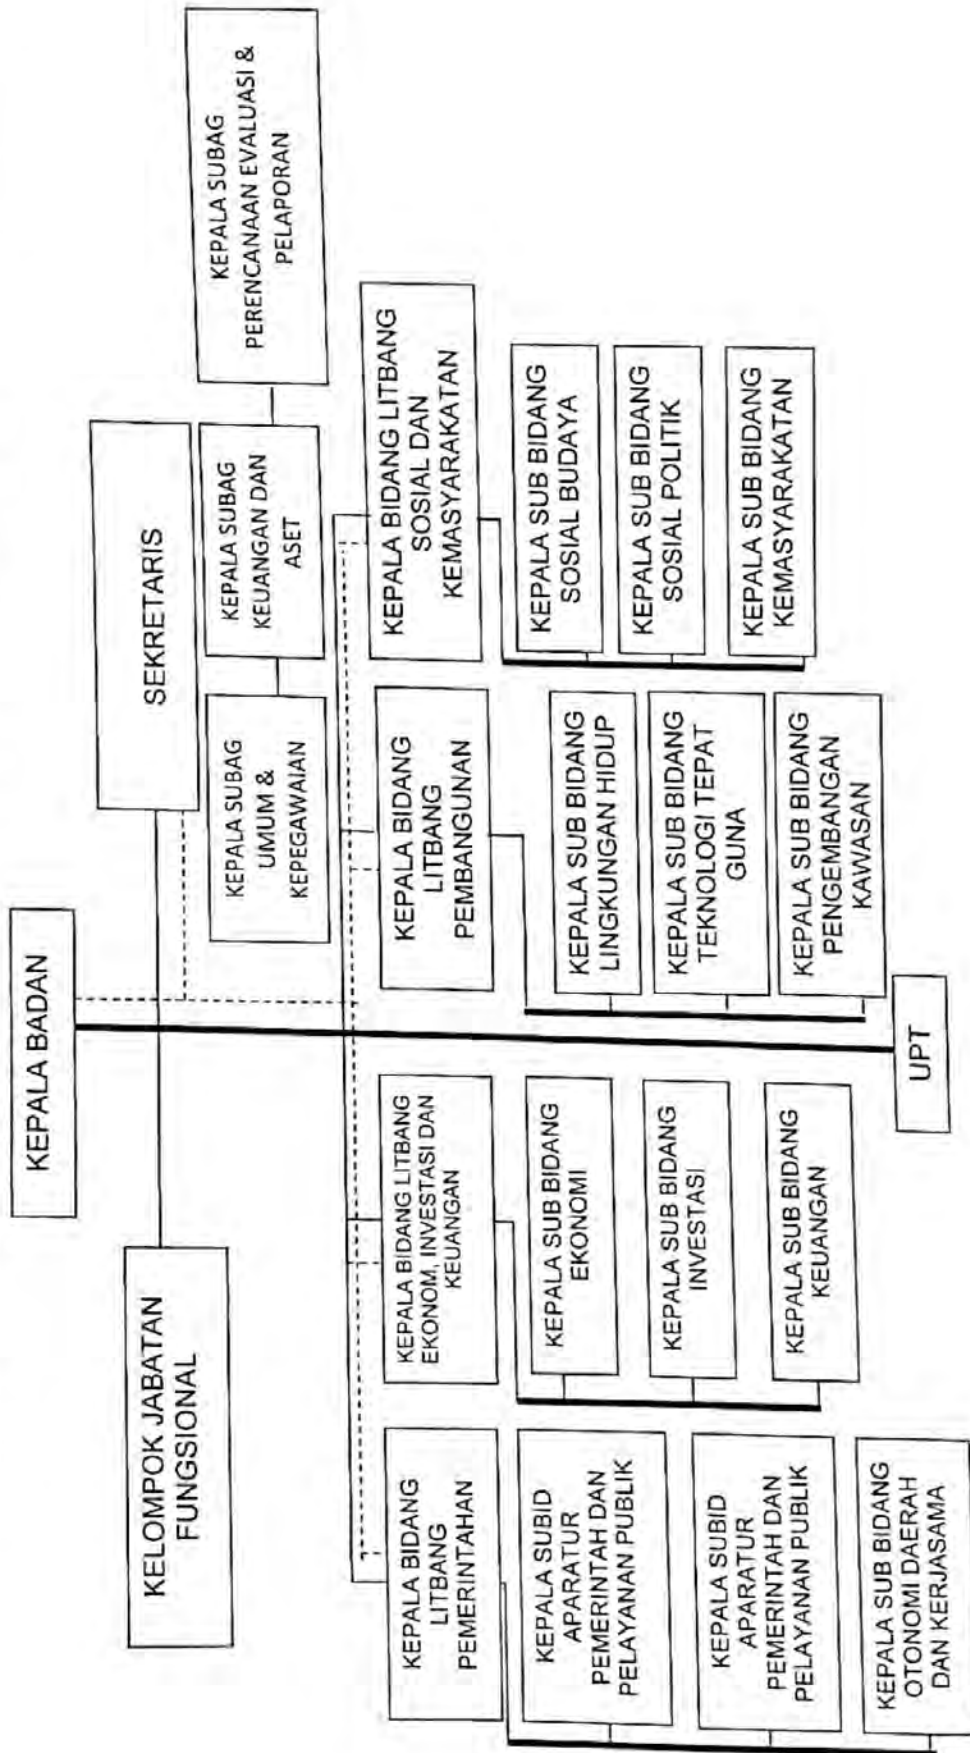 KEPALA BADAN
KELOMPOK JABATAN
FUNGSIONAL
SEKRETARIS
KEPALA SUBAG
UMUM &
KEPEGAWAIAN
KEPALA SUBAG
KEUANGAN DAN
ASET
KEPALA SUBAG
PERENCANAAN EVALUASI &
PELAPORAN
KEPALA BIDANG
LITBANG
PEMERINTAHAN
KEPALA SUBID
APARATUR
PEMERINTAH DAN
PELAYANAN PUBLIK
KEPALA SUBID
APARATUR
PEMERINTAH DAN
PELAYANAN PUBLIK
KEPALA SUB BIDANG
OTONOMI DAERAH
DAN KERJASAMA
KEPALA BIDANG LITBANG
EKONOM, INVESTASI DAN
KEUANGAN
KEPALA SUB BIDANG
EKONOMI
KEPALA SUB BIDANG
INVESTASI
KEPALA SUB BIDANG
KEUANGAN
KEPALA BIDANG
LITBANG
PEMBANGUNAN
KEPALA SUB BIDANG
LINGKUNGAN HIDUP
KEPALA SUB BIDANG
TEKNOLOGI TEPAT
GUNA
KEPALA SUB BIDANG
PENGEMBANGAN
KAWASAN
KEPALA BIDANG LITBANG
SOSIAL DAN
KEMASYARAKATAN
KEPALA SUB BIDANG
SOSIAL BUDAYA
KEPALA SUB BIDANG
SOSIAL POLITIK
KEPALA SUB BIDANG
KEMASYARAKATAN
UPT